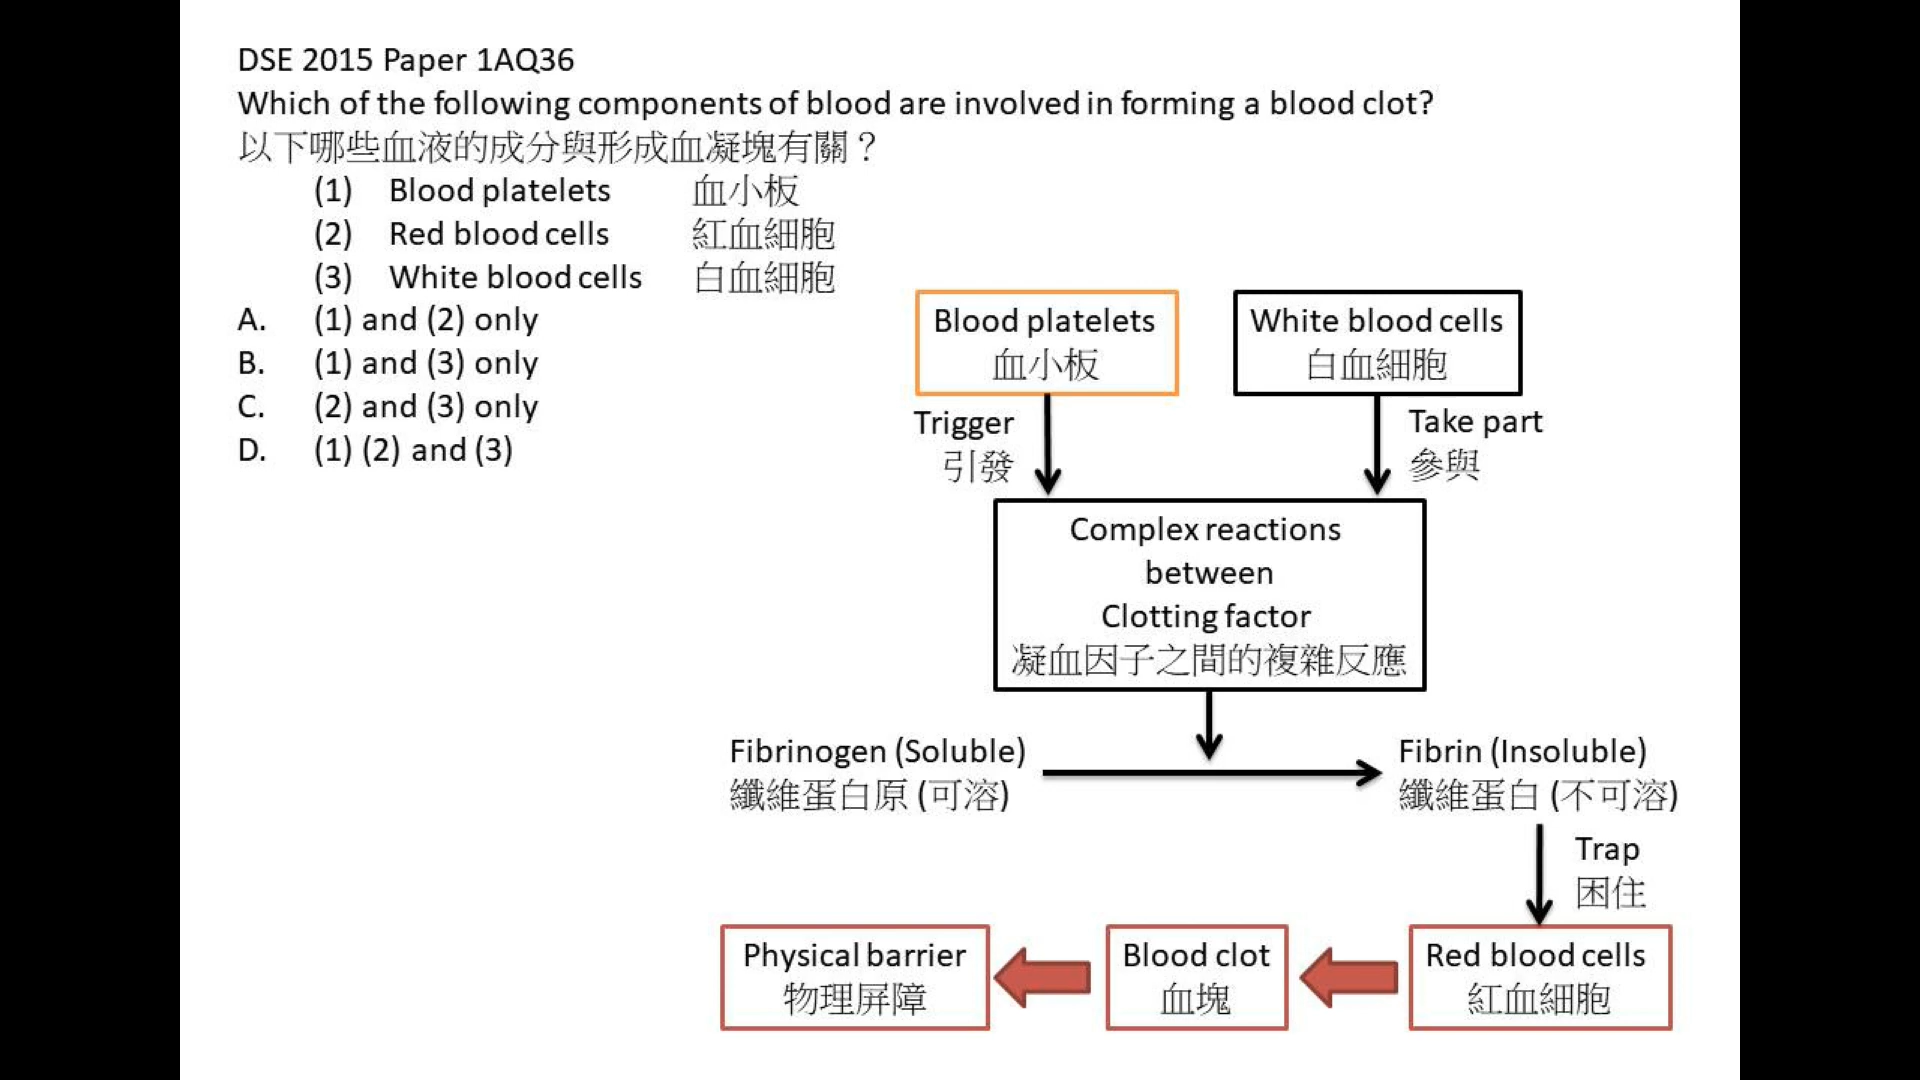 DSE 2015 Paper 1AQ36
Which of the following components of blood are involved in forming a blood clot?
以下哪些血液的成分與形成血凝塊有關？
(1) Blood platelets 血小板
(2) Red blood cells 紅血細胞
(3) White blood cells 白血細胞
A. (1) and (2) only
B. (1) and (3) only
C. (2) and (3) only
D. (1) (2) and (3)
Blood platelets
血小板
White blood cells
白血細胞
Trigger
引發
Take part
參與
Complex reactions
between
Clotting factor
凝血因子之間的複雜反應
Fibrinogen (Soluble)
纖維蛋白原 (可溶)
Fibrin (Insoluble)
纖維蛋白 (不可溶)
Trap
困住
Physical barrier
物理屏障
Blood clot
血塊
Red blood cells
紅血細胞